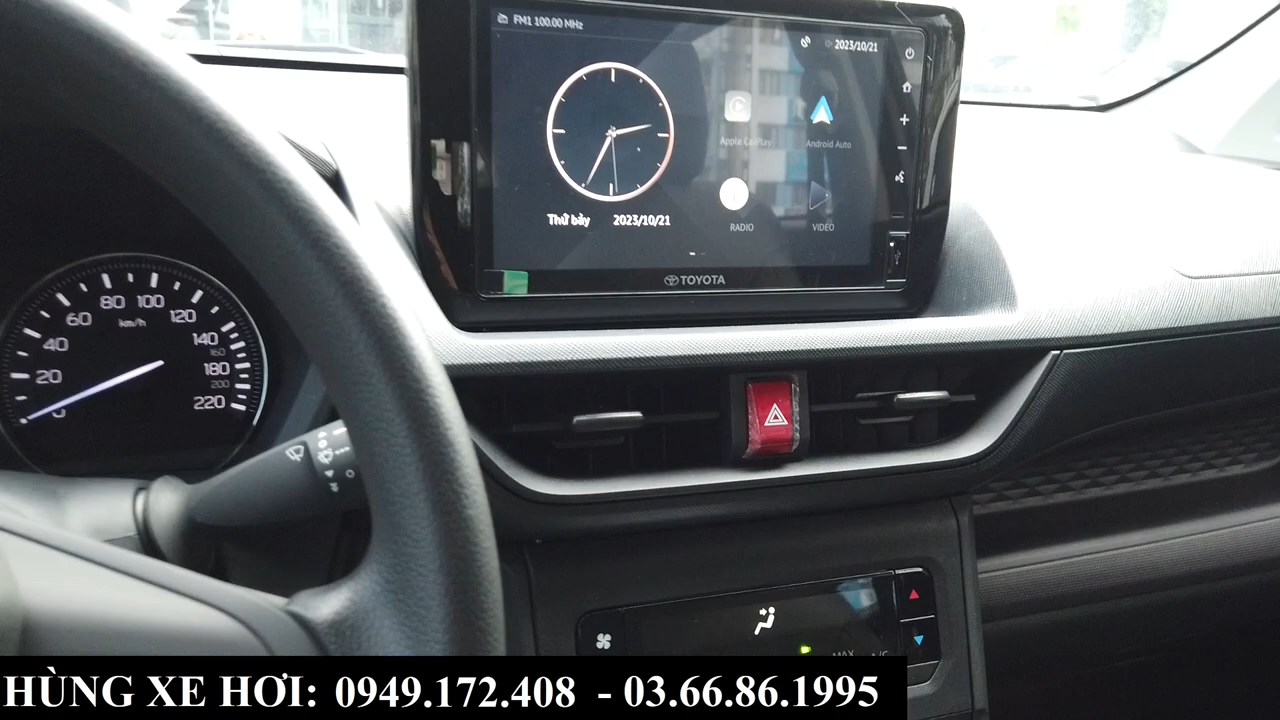 FM1 100.00 MHz
2023/10/21
Apple CarPlay
Android Auto
Thứ bảy 2023/10/21
RADIO
VIDEO
TOYOTA
80 100
60 120
km/h
40 140
160
20 180
200
0 220
MAX A/C
HÙNG XE HƠI: 0949.172.408 - 03.66.86.1995